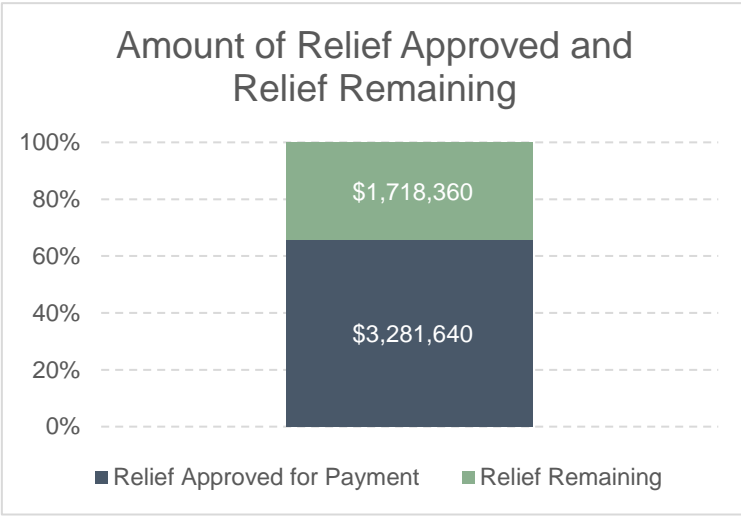 Amount of Relief Approved and
Relief Remaining
100%
80%
60%
40%
20%
0%
$1,718,360
$3,281,640
Relief Approved for Payment
Relief Remaining